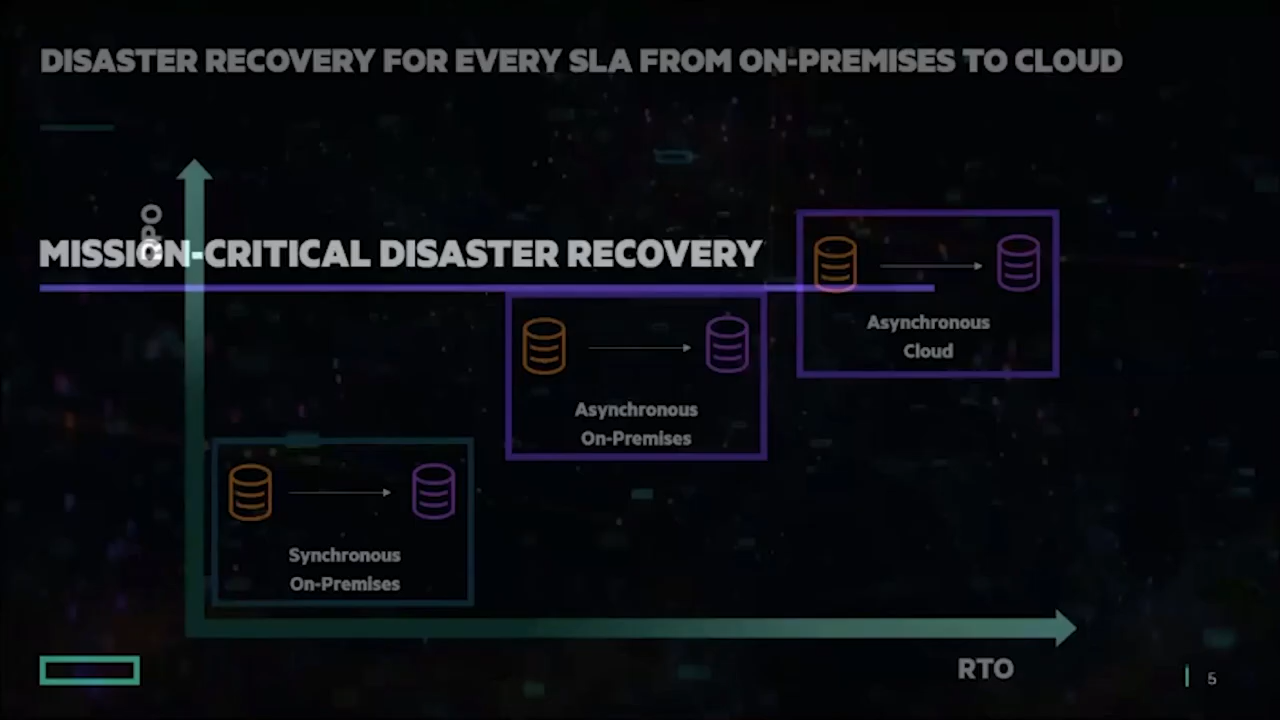 DISASTER RECOVERY FOR EVERY SLA FROM ON-PREMISES TO CLOUD
RPO
MISSION-CRITICAL DISASTER RECOVERY
Asynchronous
Cloud
Asynchronous
On-Premises
Synchronous
On-Premises
RTO
5